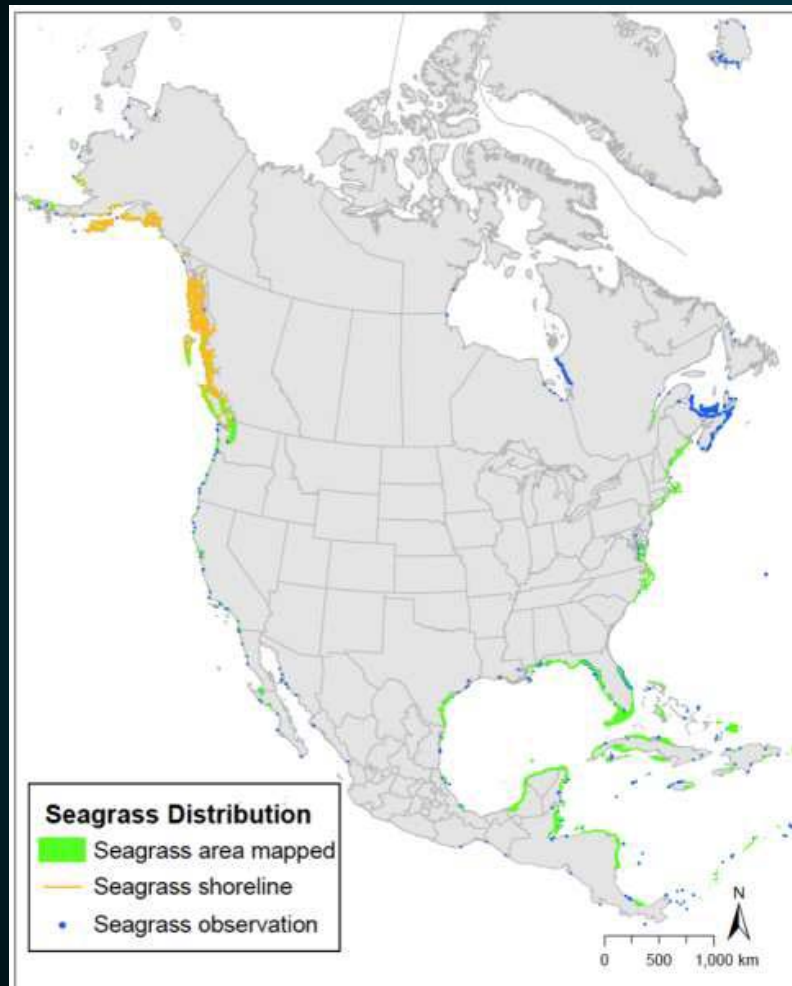 Seagrass Distribution
Seagrass area mapped
Seagrass shoreline
Seagrass observation
N
0 500 1,000 km